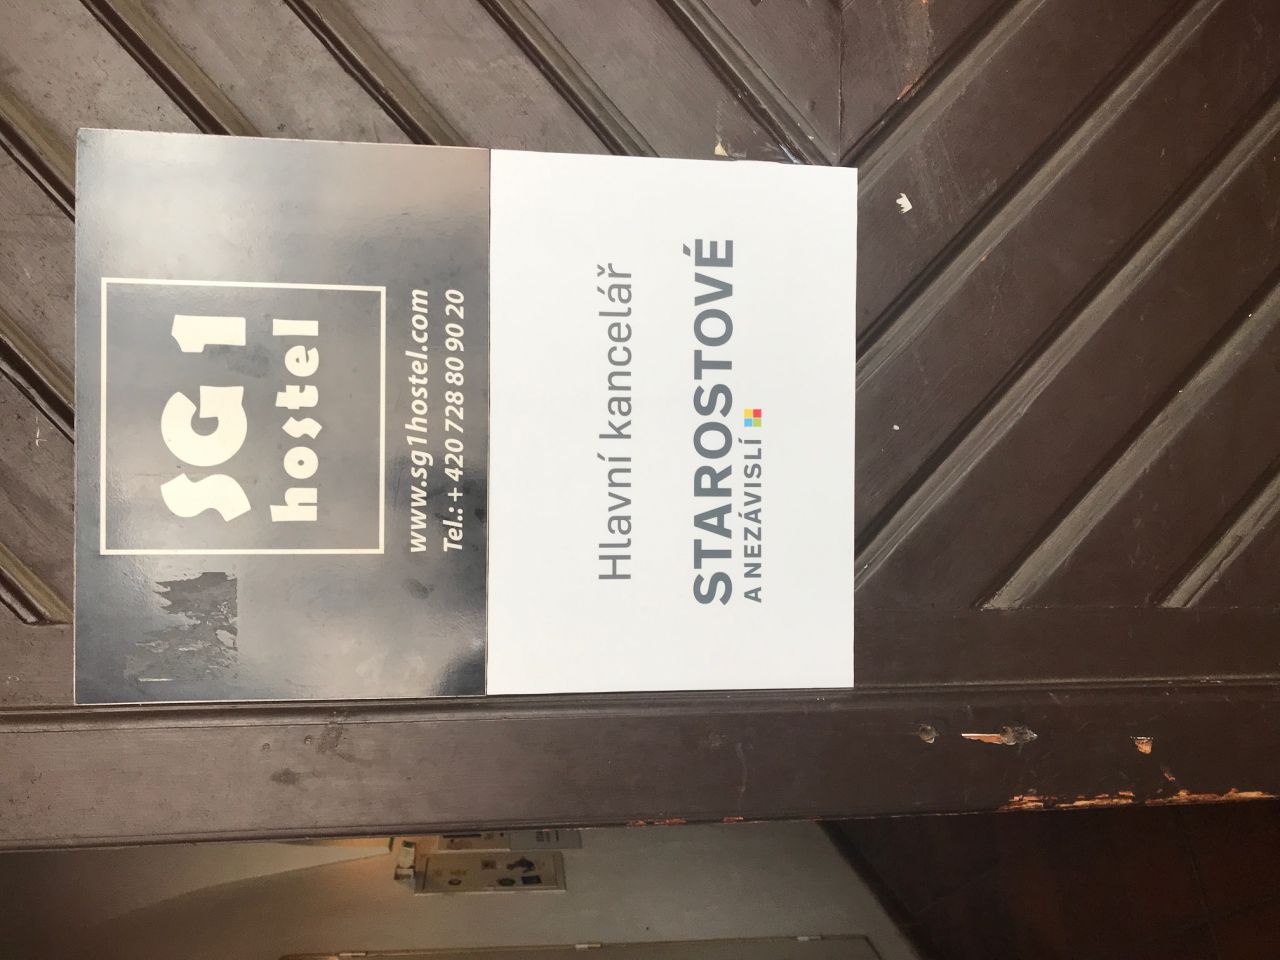 SG1
hostel
www.sg1hostel.com
Tel.: + 420 728 80 90 20
Hlavní kancelář
STAROSTOVÉ
A NEZÁVISLÍ